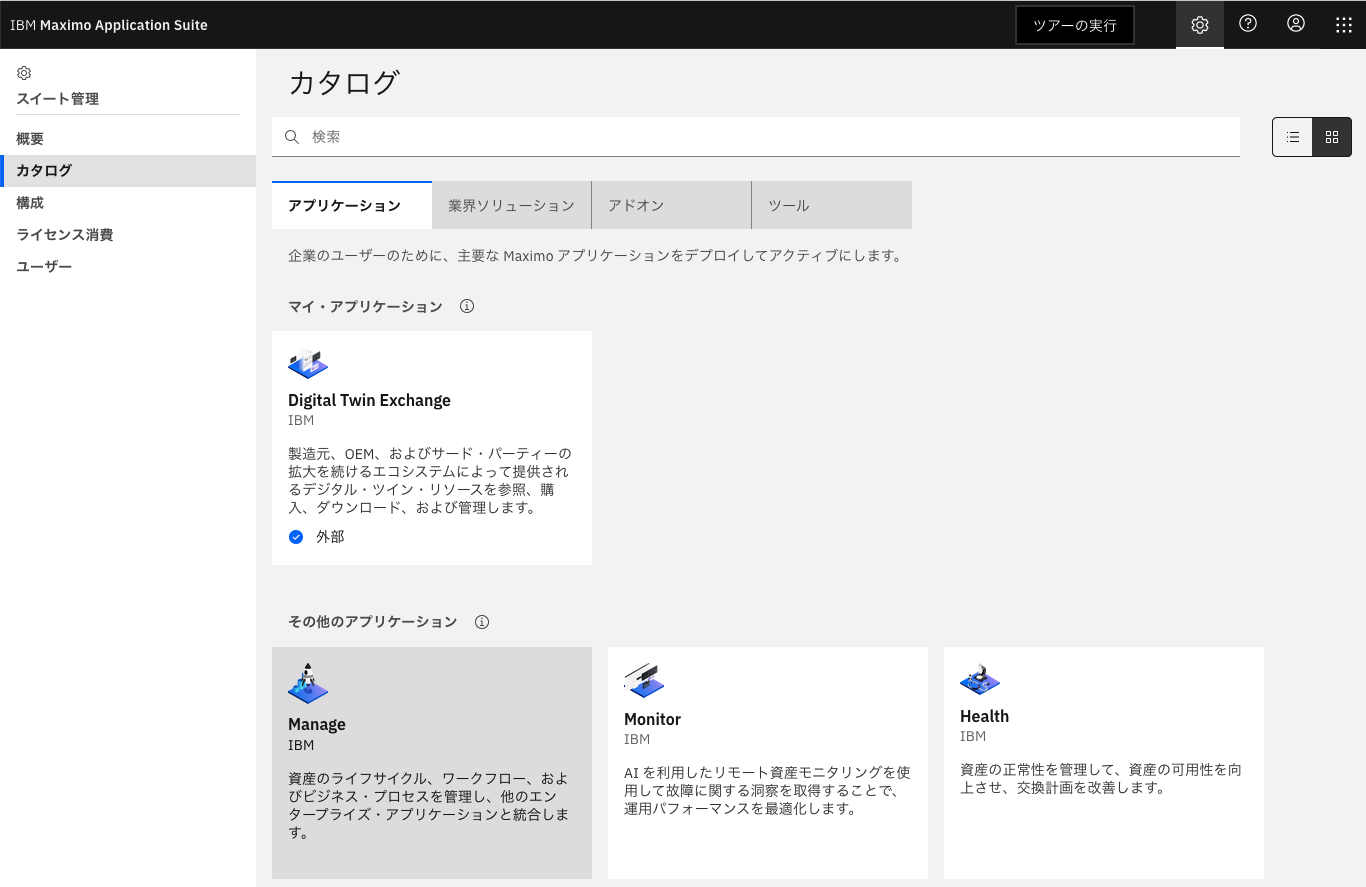 IBM Maximo Application Suite
ツアーの実行
スイート管理
概要
カタログ
構成
ライセンス消費
ユーザー
カタログ
検索
アプリケーション
業界ソリューション
アドオン
ツール
企業のユーザーのために、主要な Maximo アプリケーションをデプロイしてアクティブにします。
マイ・アプリケーション
Digital Twin Exchange
IBM
製造元、OEM、およびサード・パーティーの
拡大を続けるエコシステムによって提供され
るデジタル・ツイン・リソースを参照、購
入、ダウンロード、および管理します。
外部
その他のアプリケーション
Manage
IBM
資産のライフサイクル、ワークフロー、およ
びビジネス・プロセスを管理し、他のエン
タープライズ・アプリケーションと統合しま
す。
Monitor
IBM
AI を利用したリモート資産モニタリングを使
用して故障に関する洞察を取得することで、
運用パフォーマンスを最適化します。
Health
IBM
資産の正常性を管理して、資産の可用性を向
上させ、交換計画を改善します。